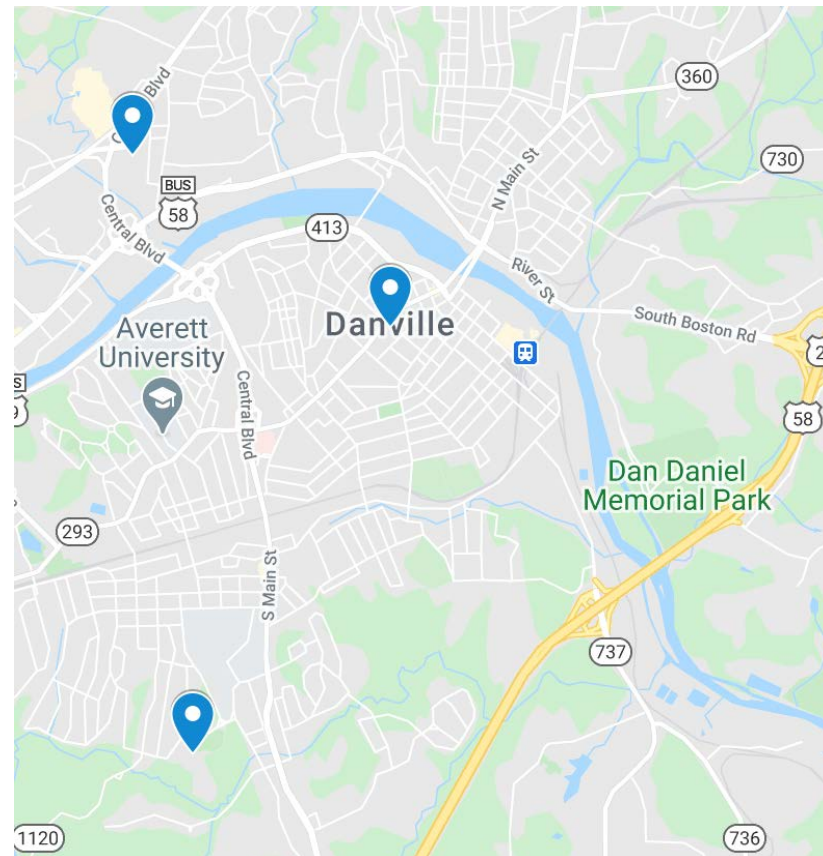 Blvd
360
730
N Main St
BUS
58
Central Blvd
413
River St
Danville
South Boston Rd
Averett
University
58
Central Blvd
Dan Daniel
Memorial Park
293
S Main St
737
1120
736